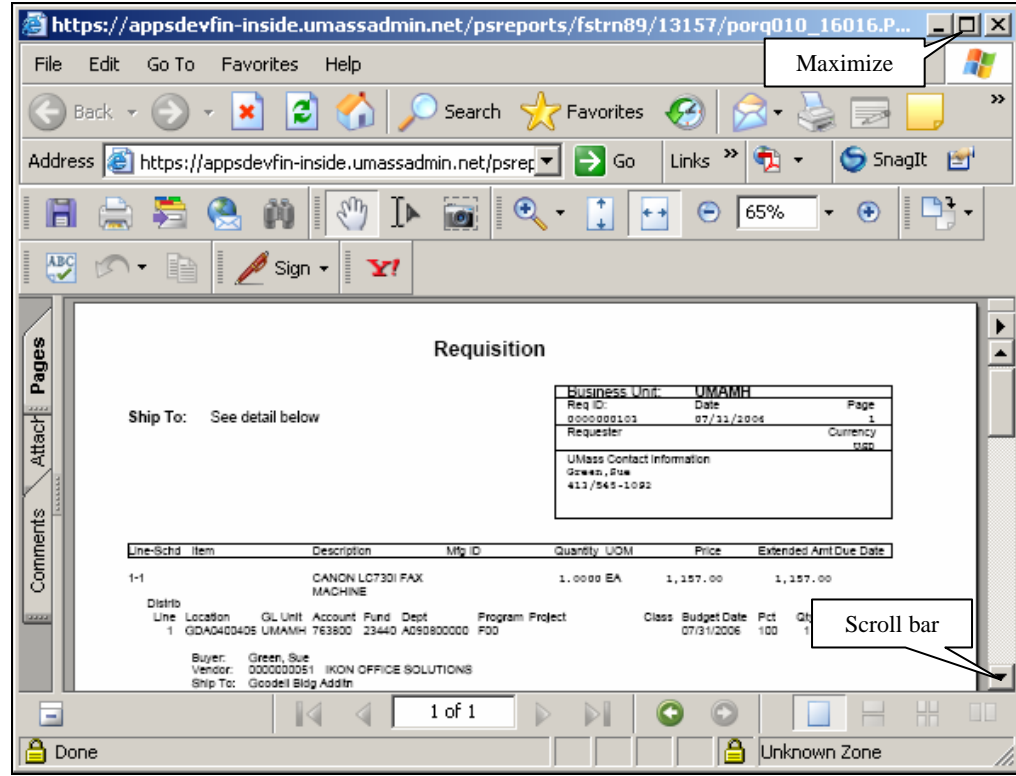 https://appsdevfin-inside.umassadmin.net/psreports/fstrn89/13157/porq010_16016.P...
Maximize
File Edit Go To Favorites Help
Back Search Favorites »
Address https://appsdevfin-inside.umassadmin.net/psrep Go Links » SnagIt
65%
ABC Sign Y!
Pages
Attach
Comments
Requisition
Ship To: See detail below
Business Unit: UMAMH
Req ID: Date Page
0000000103 07/31/2006 1
Requester Currency
USD
UMass Contact Information
Green,Sue
413/545-1092
Line-Schd Item Description Mfg ID Quantity UOM Price Extended Amt Due Date
1-1 CANON LC730I FAX 1.0000 EA 1,157.00 1,157.00
MACHINE
Distrib
Line Location GL Unit Account Fund Dept Program Project Class Budget Date Pct Qty
1 GDA0400405 UMAMH 763800 23440 A090800000 F00 07/31/2006 100 1
Scroll bar
Buyer: Green, Sue
Vendor: 0000000051 IKON OFFICE SOLUTIONS
Ship To: Goodell Bldg Additn
1 of 1
Done Unknown Zone